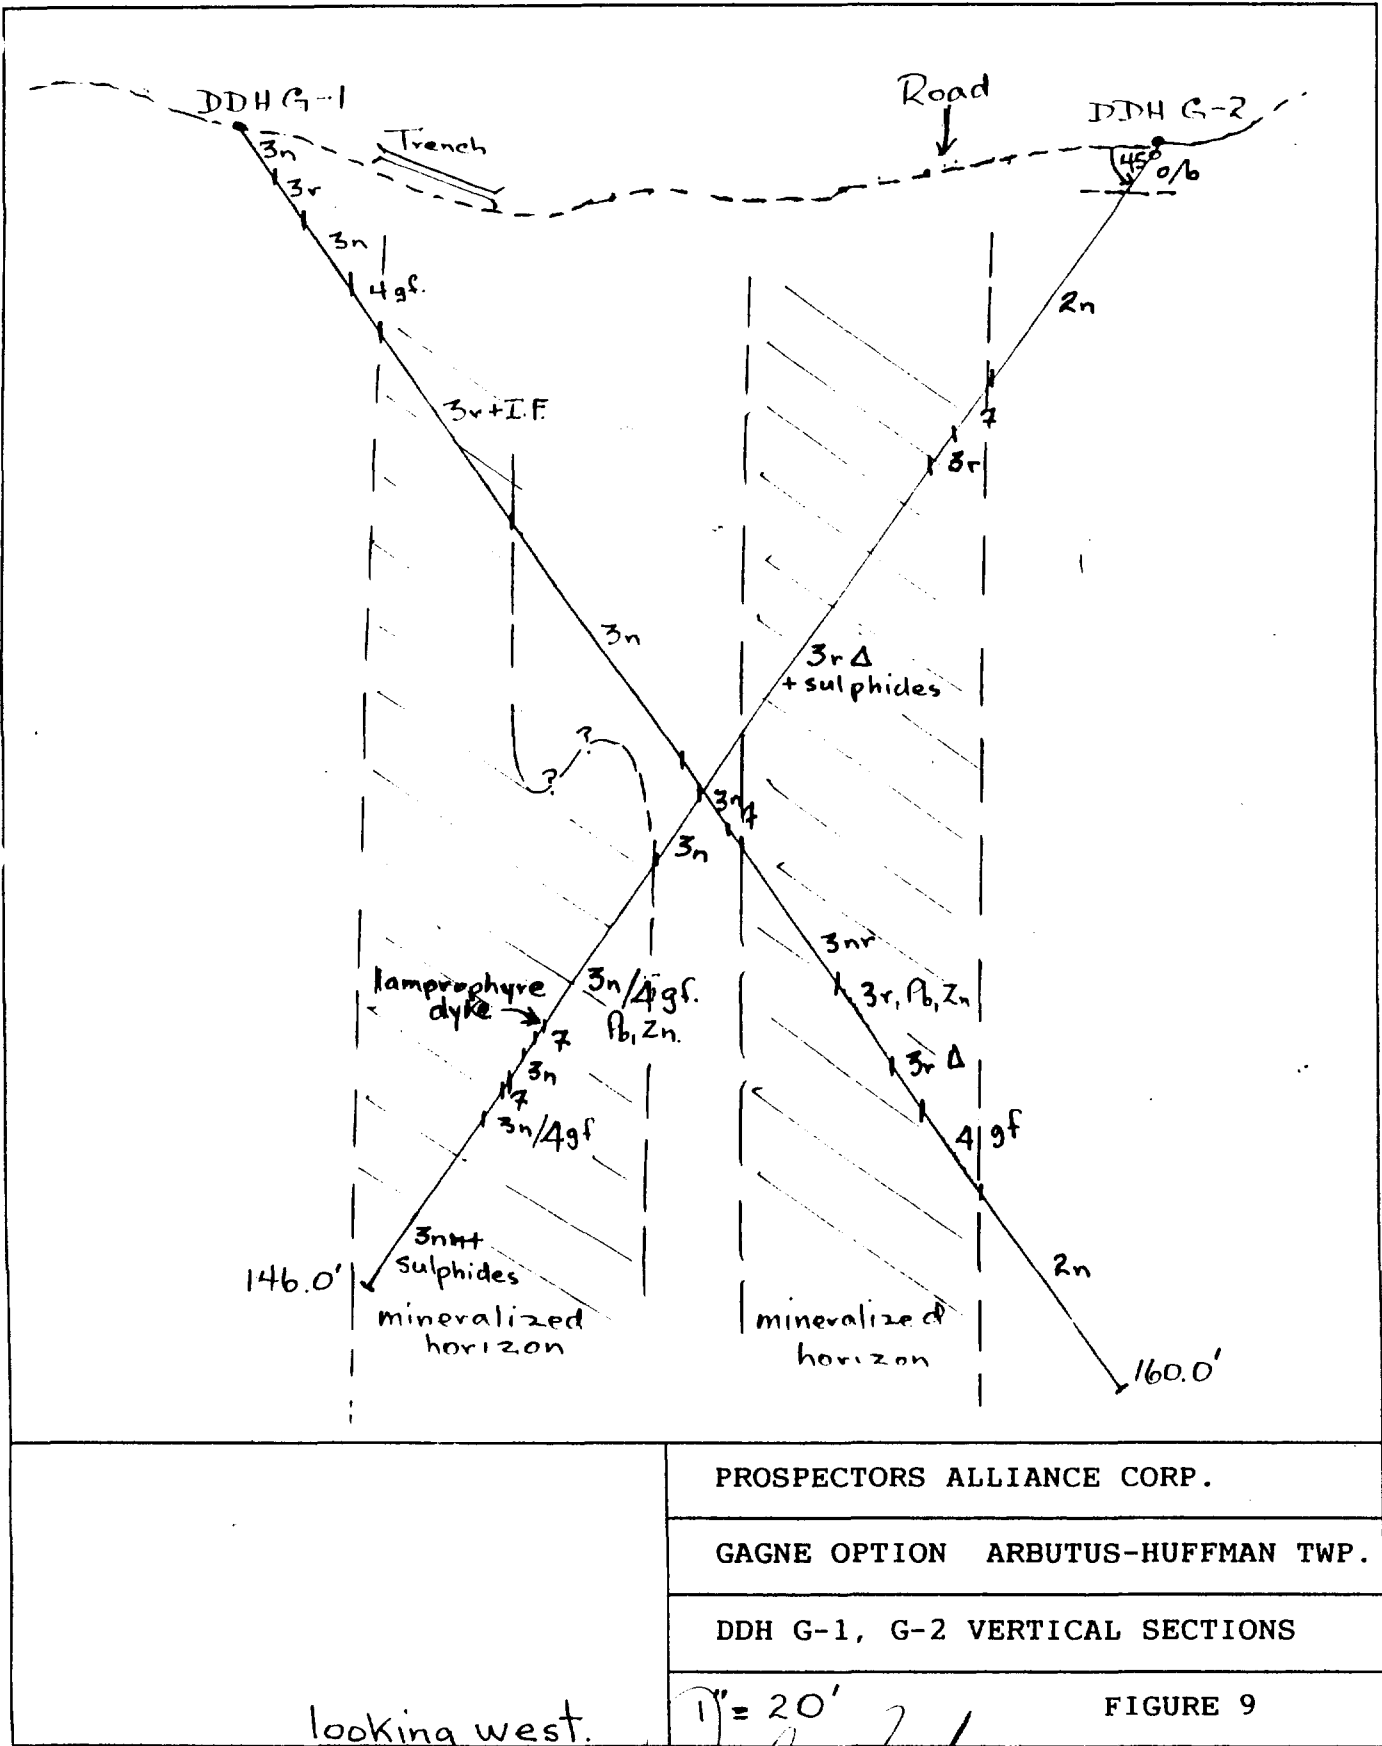 DDH G-1
Trench
Road
DDH G-2
45°
o/b
3n
3r
3n
4gf.
2n
3r+I.F.
7
3r
3n
3r Δ
+ sulphides
?
?
3n
4
3n
3nr
3n/4gf.
Pb, Zn.
3r, Pb, Zn
lamprophyre
dyke
7
3n
7
3n/4gf
3r Δ
4 gf
3n
sulphides
146.0'
2n
mineralized
horizon
mineralized
horizon
160.0'
PROSPECTORS ALLIANCE CORP.
GAGNE OPTION ARBUTUS-HUFFMAN TWP.
DDH G-1, G-2 VERTICAL SECTIONS
looking west.
1" = 20'
FIGURE 9